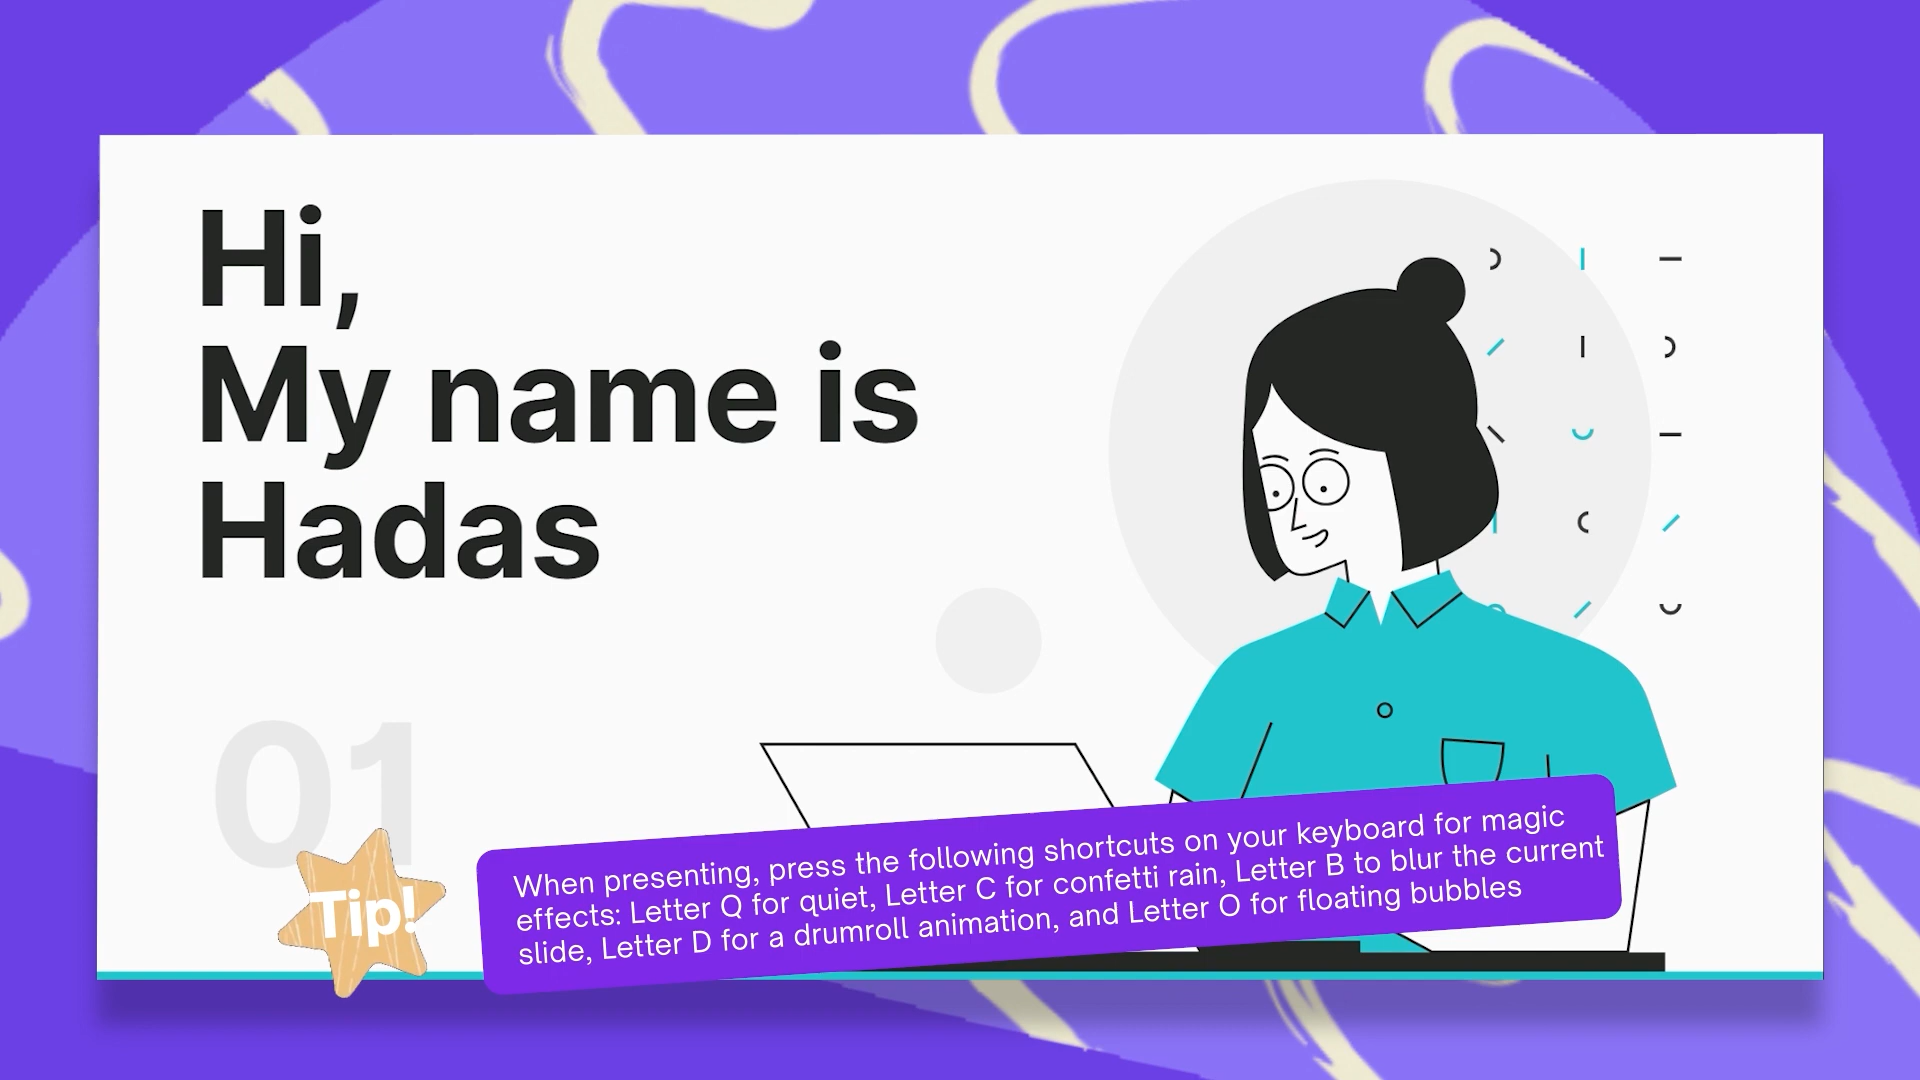 Hi,
My name is
Hadas
01
Tip!
When presenting, press the following shortcuts on your keyboard for magic
effects: Letter Q for quiet, Letter C for confetti rain, Letter B to blur the current
slide, Letter D for a drumroll animation, and Letter O for floating bubbles